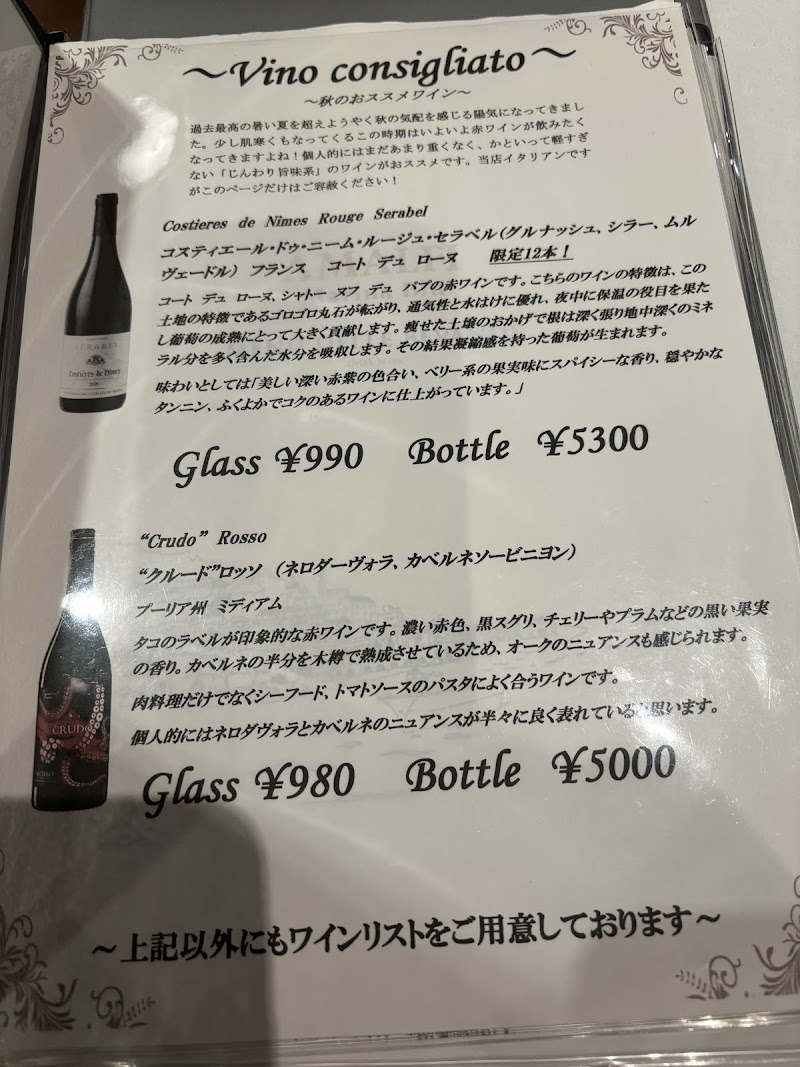 ～Vino consigliato～
～秋のおススメワイン～
過去最高の暑い夏を超えようやく秋の気配を感じる陽気になってきまし
た。少し肌寒くもなってくるこの時期はいよいよ赤ワインが飲みたく
なってきますよね！個人的にはまだあまり重くなく、かといって軽すぎ
ない「じんわり旨味系」のワインがおススメです。当店イタリアンです
がこのページだけはご容赦ください！
Costieres de Nimes Rouge Serabel
コスティエール・ドゥ・ニーム・ルージュ・セラベル（グルナッシュ、シラー、ムル
ヴェードル） フランス コート デュ ローヌ 限定12本！
コート デュ ローヌ、シャトー ヌフ デュ パプの赤ワインです。こちらのワインの特徴は、この
土地の特徴であるゴロゴロ丸石が転がり、通気性と水はけに優れ、夜中に保温の役目を果た
し葡萄の成熟にとって大きく貢献します。痩せた土壌のおかげで根は深く張り地中深くのミネ
ラル分を多く含んだ水分を吸収します。その結果凝縮感を持った葡萄が生まれます。
味わいとしては「美しい深い赤紫の色合い、ベリー系の果実味にスパイシーな香り、穏やかな
タンニン、ふくよかでコクのあるワインに仕上がっています。」
SERABEL
Costières de Nîmes
Glass ¥990 Bottle ¥5300
“Crudo” Rosso
“クルード”ロッソ （ネロダーヴォラ、カベルネソービニヨン）
プーリア州 ミディアム
タコのラベルが印象的な赤ワインです。濃い赤色、黒スグリ、チェリーやプラムなどの黒い果実
の香り。カベルネの半分を木樽で熟成させているため、オークのニュアンスも感じられます。
肉料理だけでなくシーフード、トマトソースのパスタによく合うワインです。
個人的にはネロダヴォラとカベルネのニュアンスが半々に良く表れている 思います。
CRUDO
Glass ¥980 Bottle ¥5000
～上記以外にもワインリストをご用意しております～